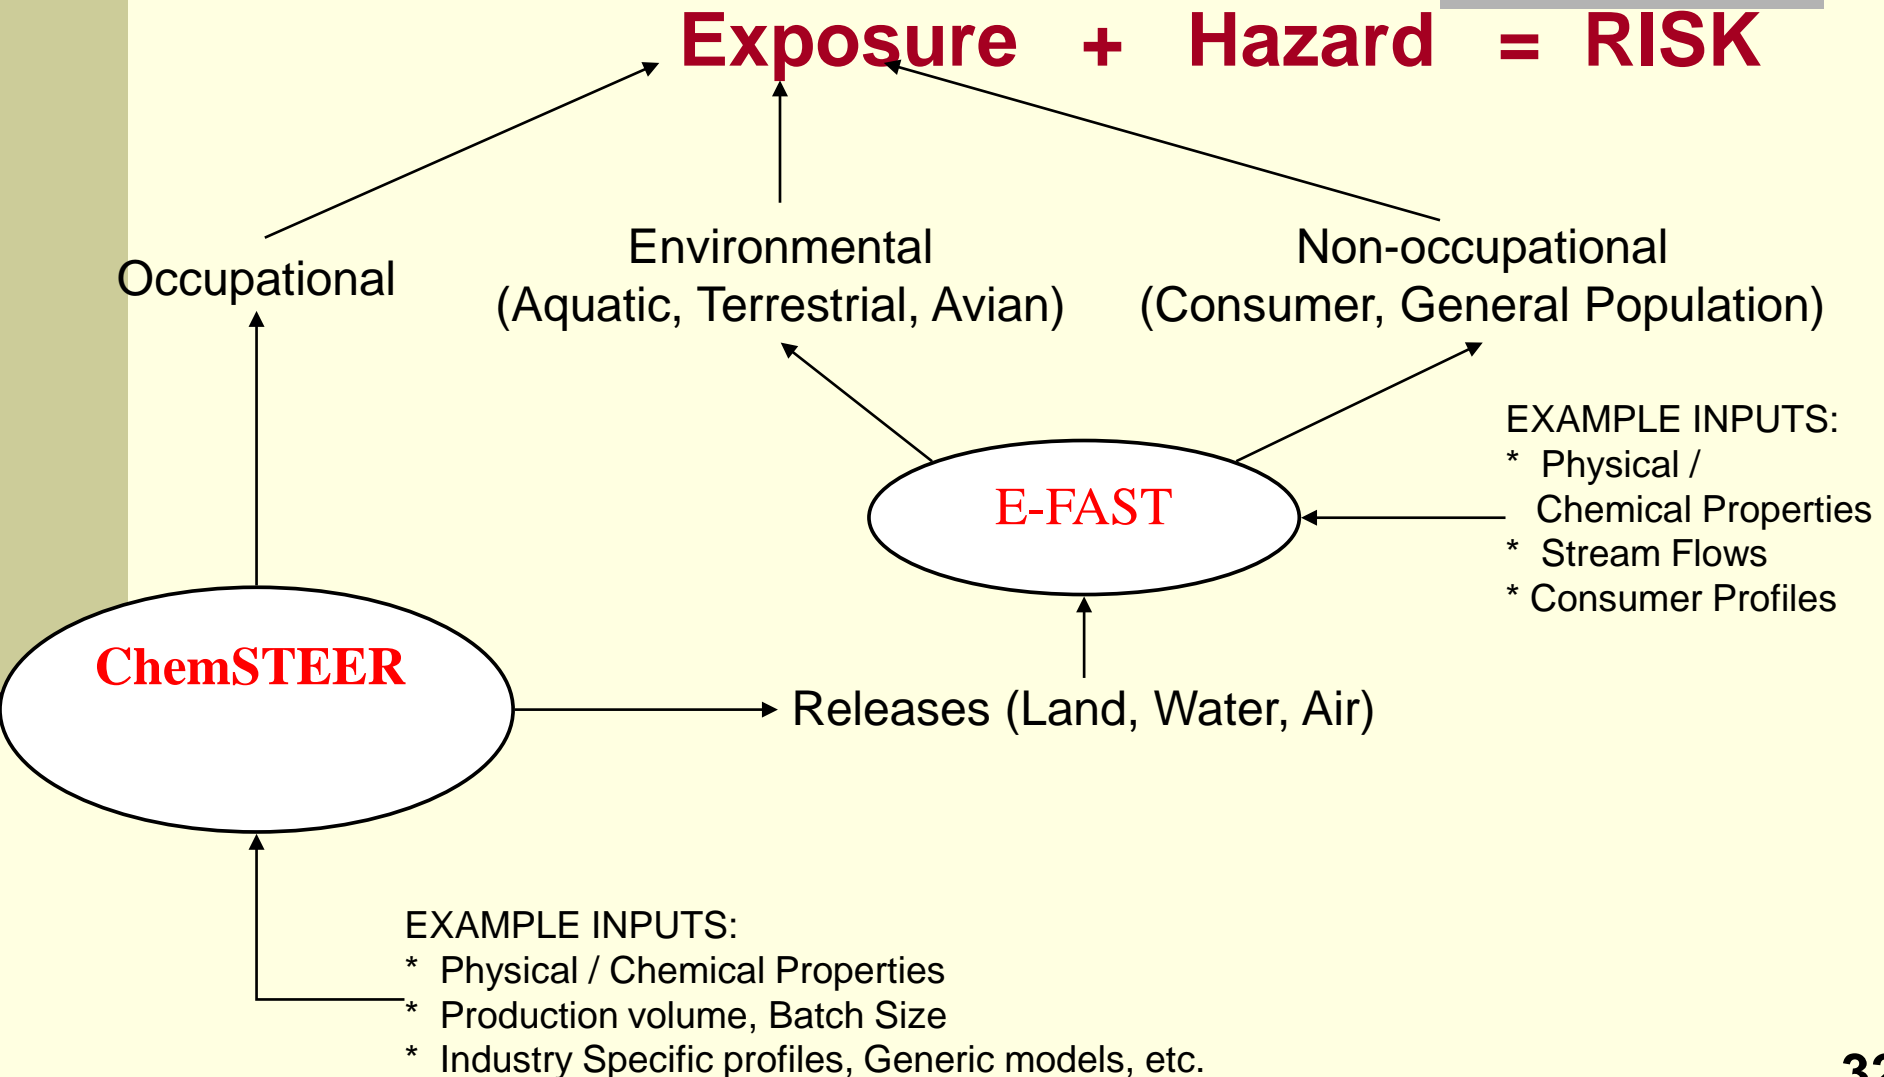 Exposure + Hazard = RISK
Occupational
Environmental
(Aquatic, Terrestrial, Avian)
Non-occupational
(Consumer, General Population)
E-FAST
EXAMPLE INPUTS:
* Physical /
Chemical Properties
* Stream Flows
* Consumer Profiles
ChemSTEER
Releases (Land, Water, Air)
EXAMPLE INPUTS:
* Physical / Chemical Properties
* Production volume, Batch Size
* Industry Specific profiles, Generic models, etc.